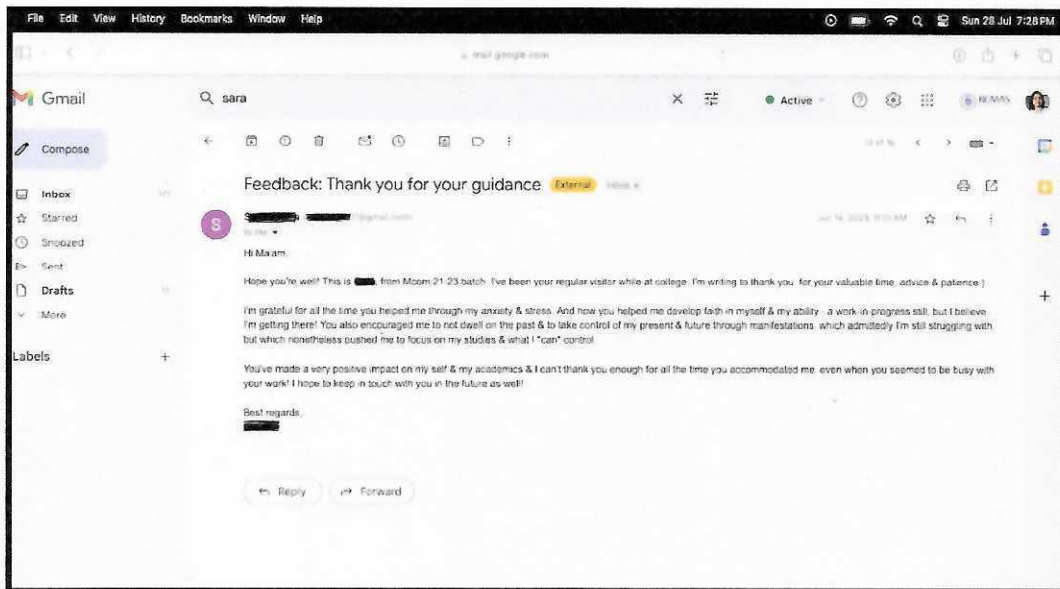 File Edit View History Bookmarks Window Help
Sun 28 Jul 7:28 PM
mail.google.com
Gmail
sara
Active
Compose
Feedback: Thank you for your guidance External Inbox x
Inbox
Starred
Snoozed
Sent
Drafts
More
Labels
S
@gmail.com
to me
Hi Ma'am,
Hope you're well! This is from Mcom 21-23 batch. I've been your regular visitor while at college. I'm writing to thank you for your valuable time, advice & patience :)
I'm grateful for all the time you helped me through my anxiety & stress. And how you helped me develop faith in myself & my ability - a work-in-progress still, but I believe
I'm getting there! You also encouraged me to not dwell on the past & to take control of my present & future through manifestations, which admittedly I'm still struggling with,
but which nonetheless pushed me to focus on my studies & what I "can" control.
You've made a very positive impact on my self & my academics & I can't thank you enough for all the time you accommodated me, even when you seemed to be busy with
your work! I hope to keep in touch with you in the future as well!
Best regards,
Reply Forward